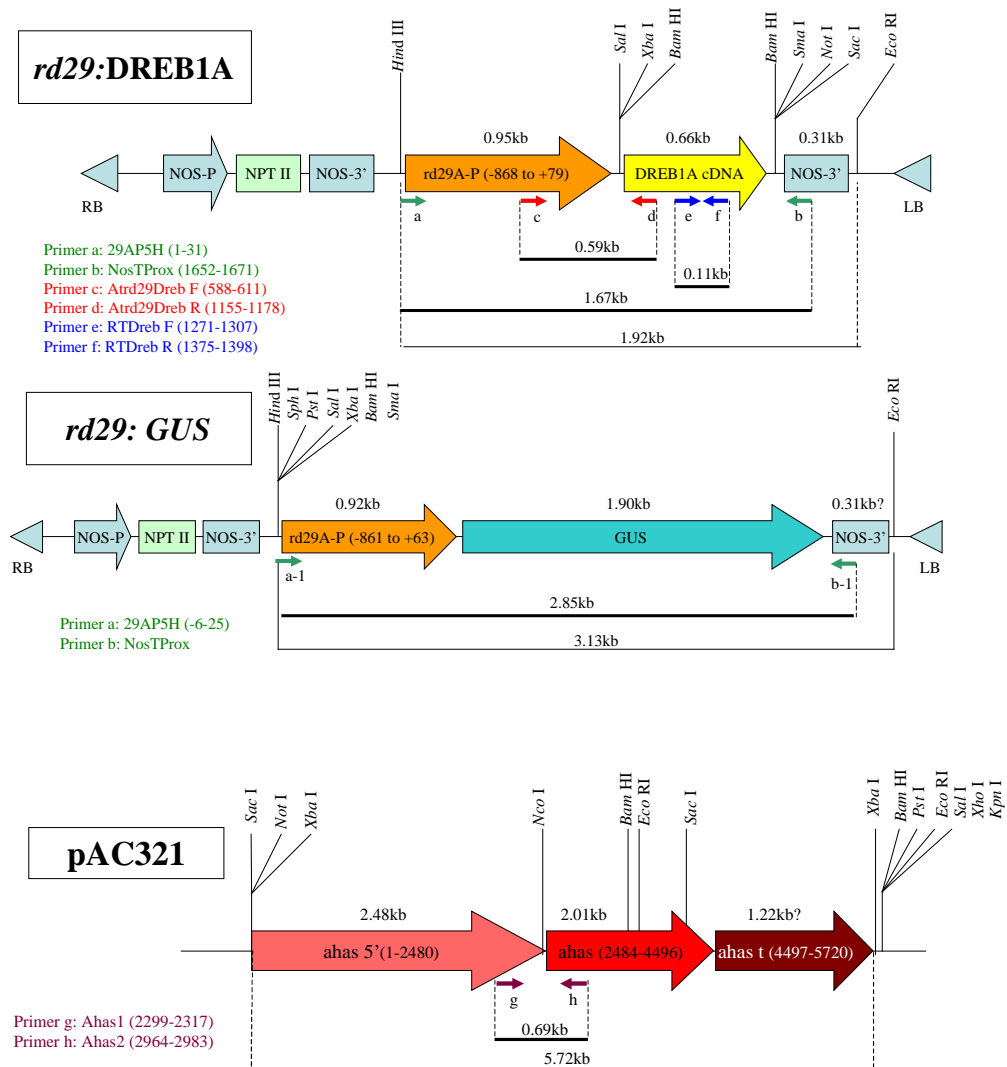 rd29:DREB1A
Hind III
Sal I
Xba I
Bam HI
Bam HI
Sma I
Not I
Sac I
Eco RI
0.95kb
0.66kb
0.31kb
NOS-P
NPT II
NOS-3’
rd29A-P (-868 to +79)
DREB1A cDNA
NOS-3’
RB
LB
a
c
d
e
f
b
Primer a: 29AP5H (1-31)
Primer b: NosTProx (1652-1671)
Primer c: Atrd29Dreb F (588-611)
Primer d: Atrd29Dreb R (1155-1178)
Primer e: RTDreb F (1271-1307)
Primer f: RTDreb R (1375-1398)
0.59kb
0.11kb
1.67kb
1.92kb
rd29: GUS
Hind III
Sph I
Pst I
Sal I
Xba I
Bam HI
Sma I
Eco RI
0.92kb
1.90kb
0.31kb?
NOS-P
NPT II
NOS-3’
rd29A-P (-861 to +63)
GUS
NOS-3’
RB
LB
a-1
b-1
2.85kb
3.13kb
Primer a: 29AP5H (-6-25)
Primer b: NosTProx
pAC321
Sac I
Not I
Xba I
Nco I
Bam HI
Eco RI
Sac I
Xba I
Bam HI
Pst I
Eco RI
Sal I
Xho I
Kpn I
2.48kb
2.01kb
1.22kb?
ahas 5’(1-2480)
ahas (2484-4496)
ahas t (4497-5720)
g
h
0.69kb
5.72kb
Primer g: Ahas1 (2299-2317)
Primer h: Ahas2 (2964-2983)